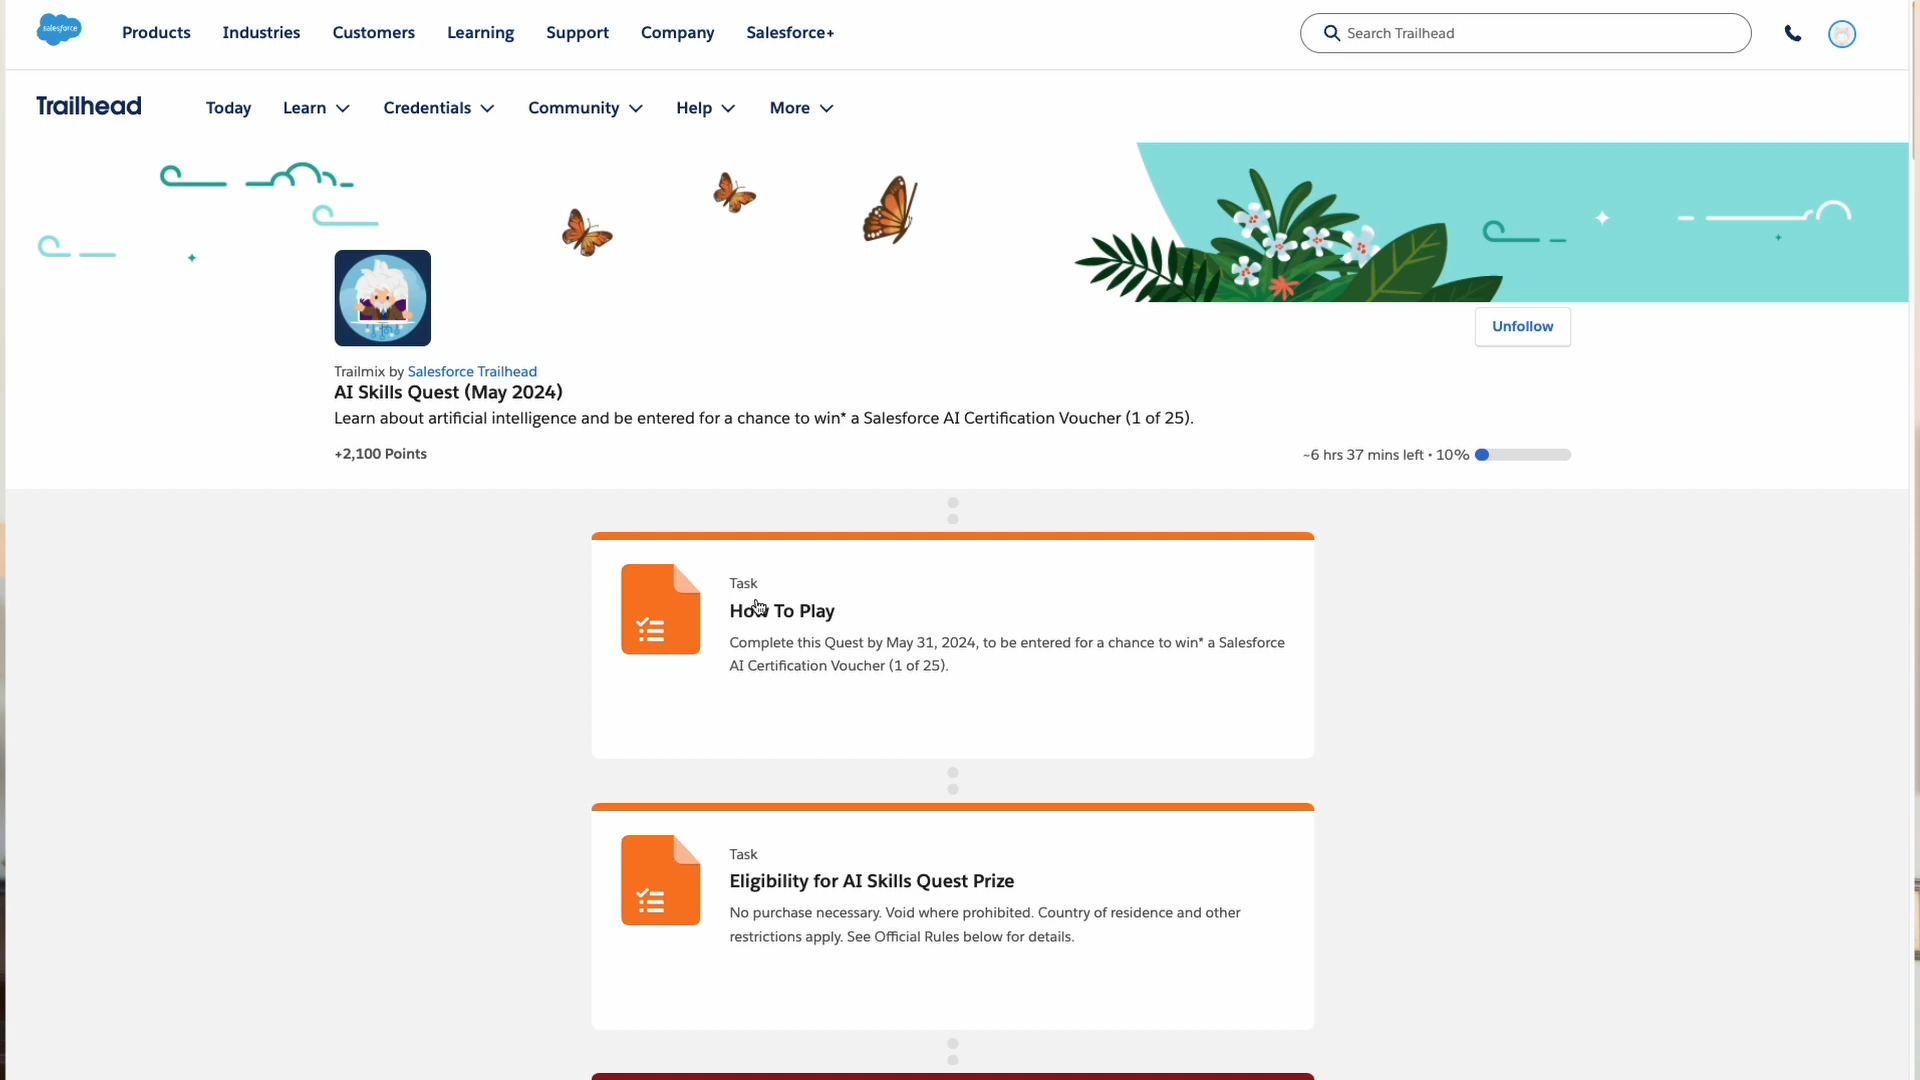 salesforce
Products
Industries
Customers
Learning
Support
Company
Salesforce+
Search Trailhead
Trailhead
Today
Learn
Credentials
Community
Help
More
Unfollow
Trailmix by Salesforce Trailhead
AI Skills Quest (May 2024)
Learn about artificial intelligence and be entered for a chance to win* a Salesforce AI Certification Voucher (1 of 25).
+2,100 Points
~6 hrs 37 mins left • 10%
Task
How To Play
Complete this Quest by May 31, 2024, to be entered for a chance to win* a Salesforce
AI Certification Voucher (1 of 25).
Task
Eligibility for AI Skills Quest Prize
No purchase necessary. Void where prohibited. Country of residence and other
restrictions apply. See Official Rules below for details.